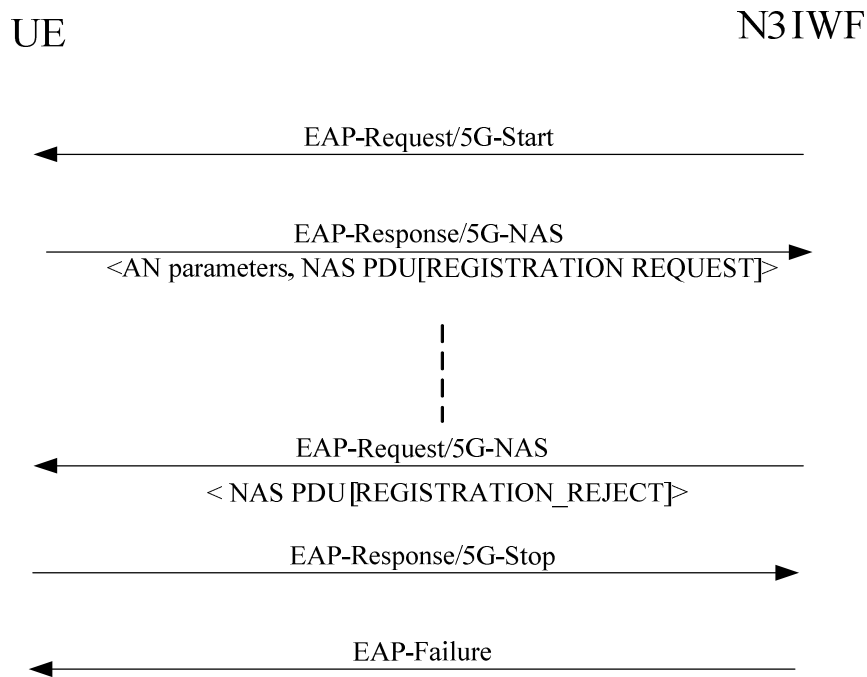 UE
N3IWF
EAP-Request/5G-Start
EAP-Response/5G-NAS
<AN parameters, NAS PDU[REGISTRATION REQUEST]>
EAP-Request/5G-NAS
< NAS PDU[REGISTRATION_REJECT]>
EAP-Response/5G-Stop
EAP-Failure